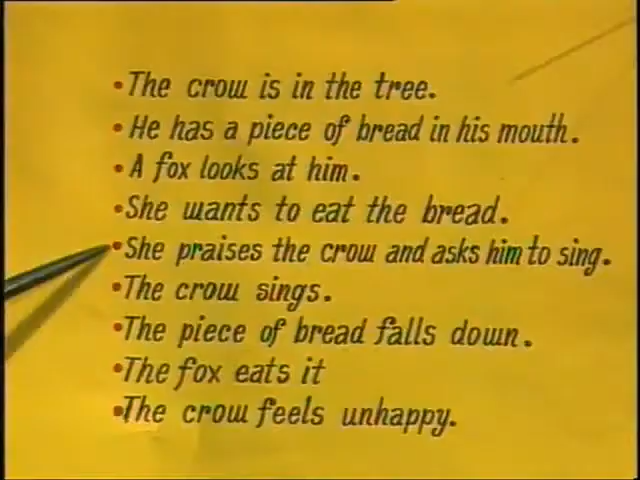 •The crow is in the tree.
•He has a piece of bread in his mouth.
•A fox looks at him.
•She wants to eat the bread.
•She praises the crow and asks him to sing.
•The crow sings.
•The piece of bread falls down.
•The fox eats it
•The crow feels unhappy.